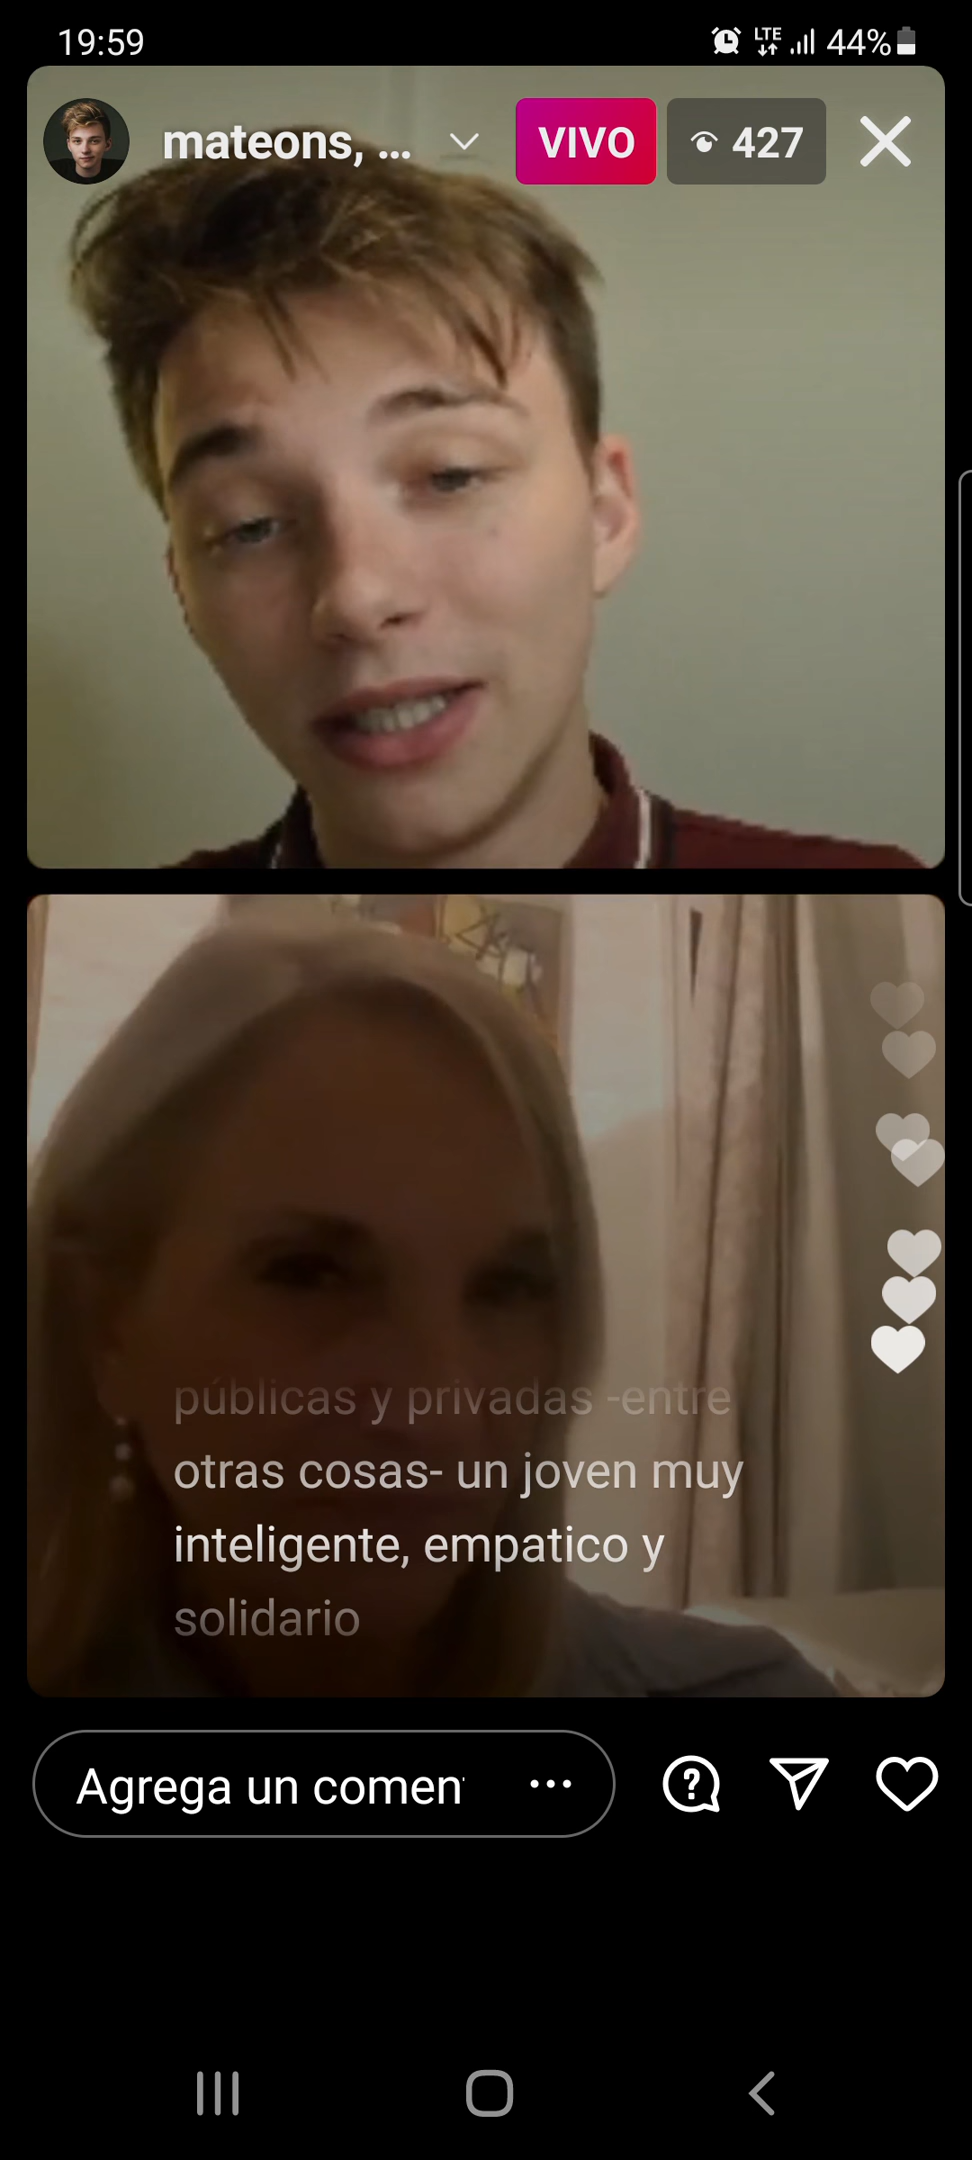 19:59
LTE
44%
mateons, ...
VIVO
427
públicas y privadas -entre
otras cosas- un joven muy
inteligente, empatico y
solidario
Agrega un comen